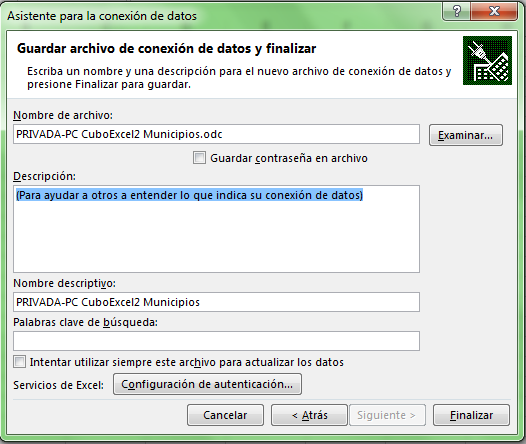 Asistente para la conexión de datos
Guardar archivo de conexión de datos y finalizar
Escriba un nombre y una descripción para el nuevo archivo de conexión de datos y
presione Finalizar para guardar.
Nombre de archivo:
PRIVADA-PC CuboExcel2 Municipios.odc
Examinar...
Guardar contraseña en archivo
Descripción:
(Para ayudar a otros a entender lo que indica su conexión de datos)
Nombre descriptivo:
PRIVADA-PC CuboExcel2 Municipios
Palabras clave de búsqueda:
Intentar utilizar siempre este archivo para actualizar los datos
Servicios de Excel: Configuración de autenticación...
Cancelar < Atrás Siguiente > Finalizar